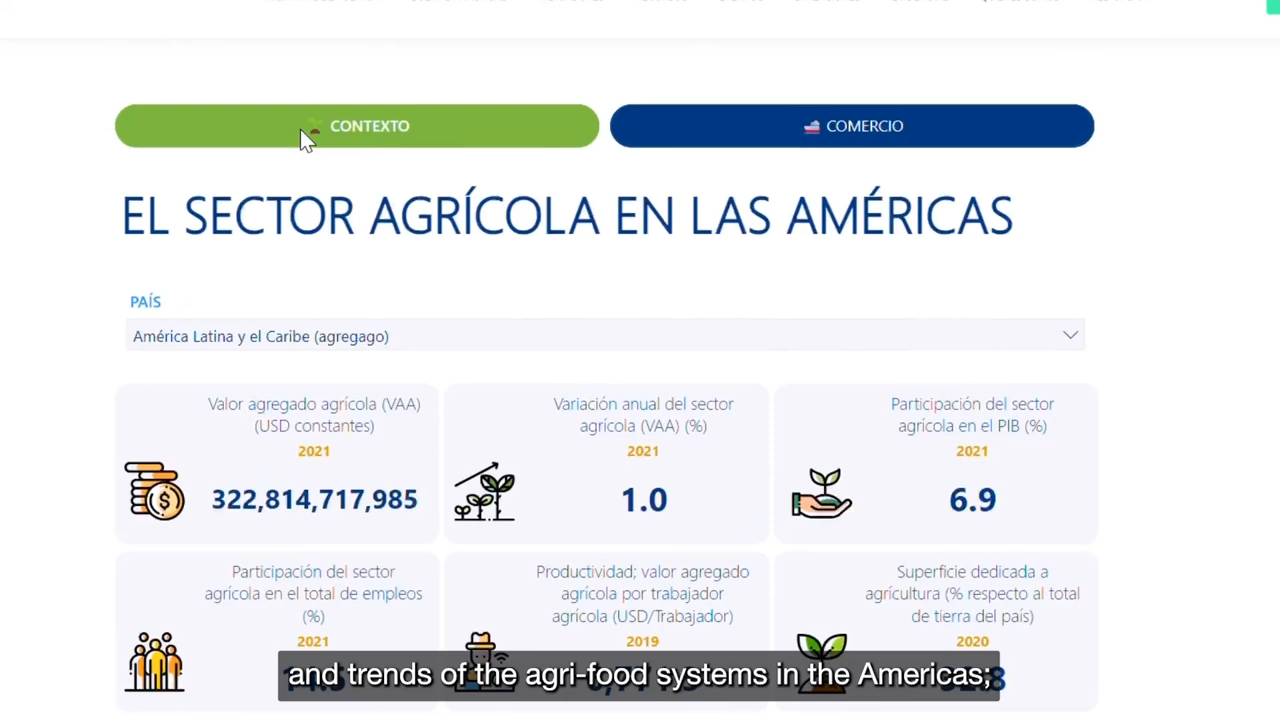 CONTEXTO
COMERCIO
EL SECTOR AGRÍCOLA EN LAS AMÉRICAS
PAÍS
América Latina y el Caribe (agregago)
Valor agregado agrícola (VAA)
(USD constantes)
2021
322,814,717,985
Variación anual del sector
agrícola (VAA) (%)
2021
1.0
Participación del sector
agrícola en el PIB (%)
2021
6.9
Participación del sector
agrícola en el total de empleos
(%)
2021
Productividad; valor agregado
agrícola por trabajador
agrícola (USD/Trabajador)
2019
Superficie dedicada a
agricultura (% respecto al total
de tierra del país)
2020
and trends of the agri-food systems in the Americas;